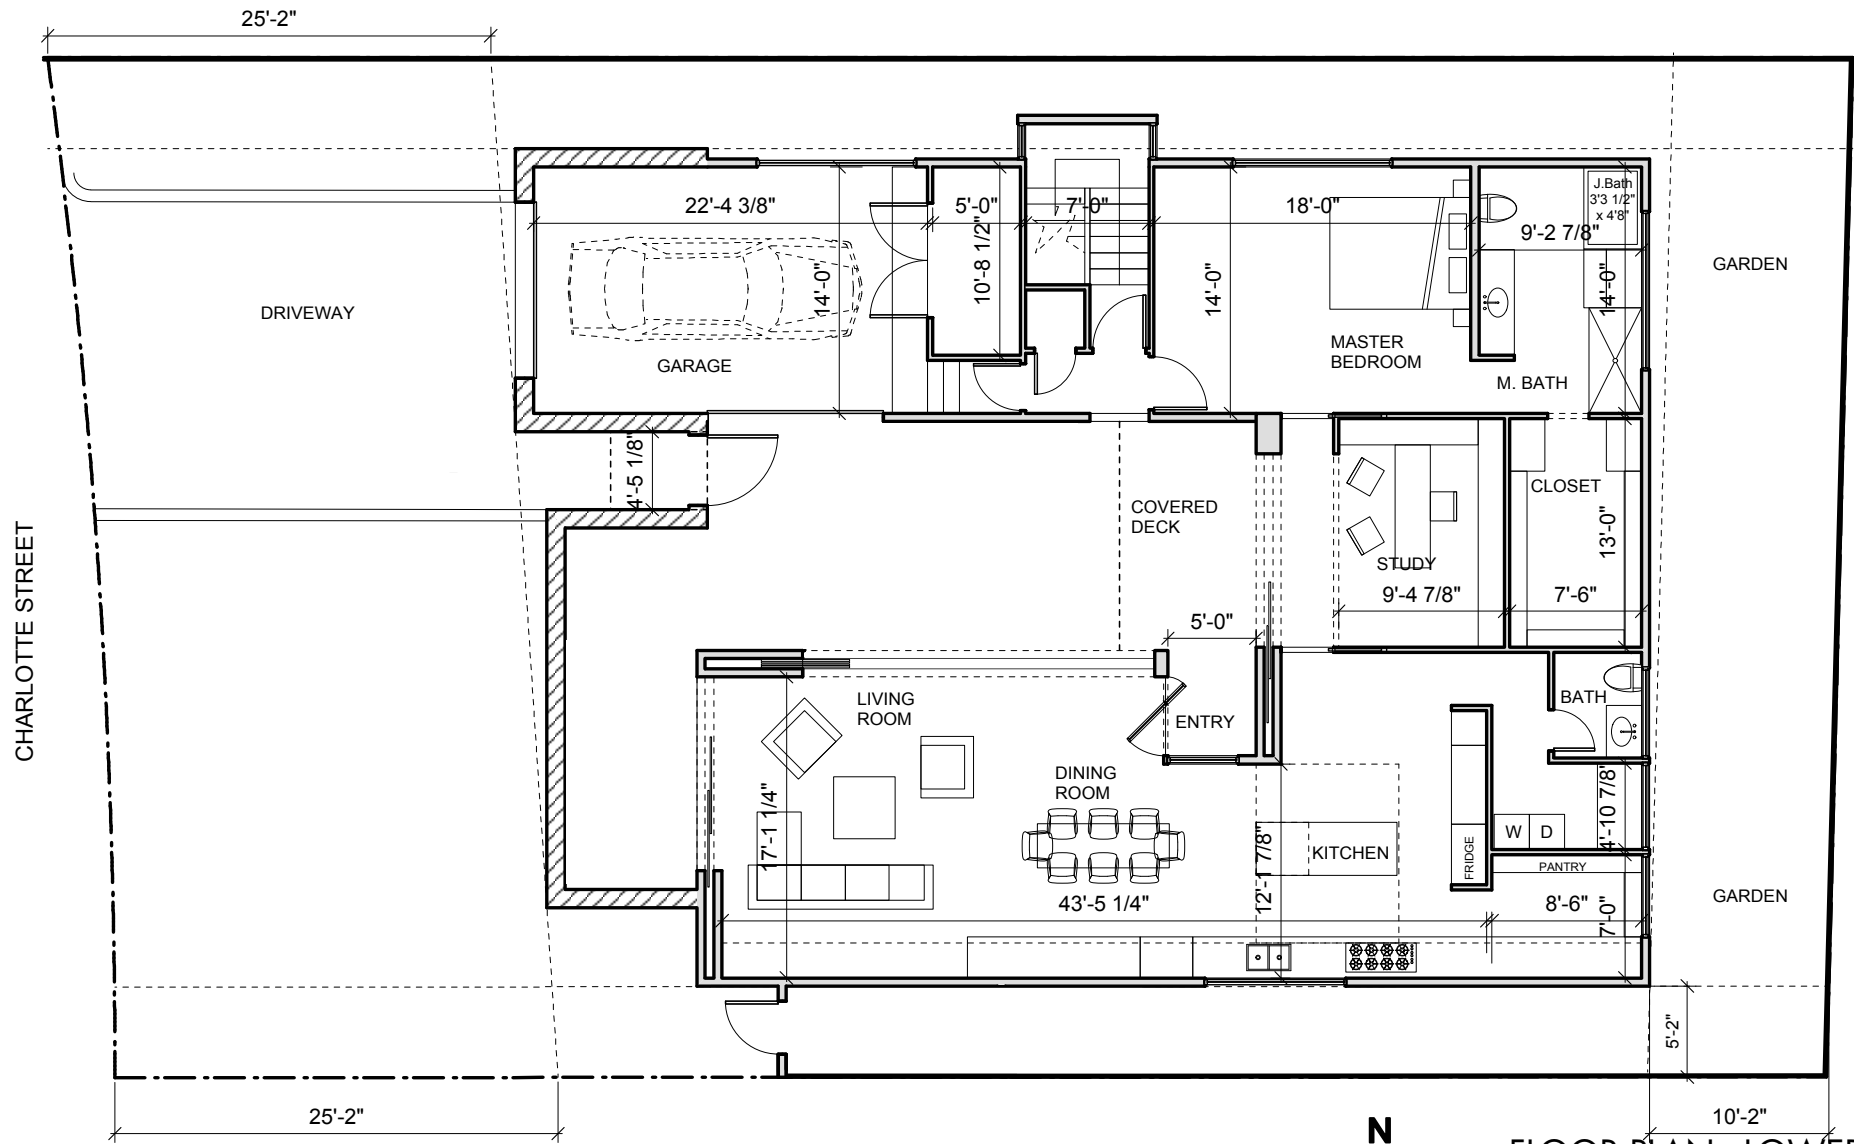 25'-2"
J.Bath
3'3 1/2"
x 4'8"
22'-4 3/8"
5'-0"
7'-0"
18'-0"
9'-2 7/8"
10'-8 1/2"
14'-0"
14'-0"
14'-0"
GARDEN
DRIVEWAY
GARAGE
MASTER
BEDROOM
M. BATH
4'-5 1/8"
COVERED
DECK
CLOSET
13'-0"
STUDY
9'-4 7/8"
7'-6"
CHARLOTTE STREET
5'-0"
LIVING
ROOM
ENTRY
BATH
DINING
ROOM
17'-1 1/4"
12'-1 7/8"
KITCHEN
FRIDGE
W
D
4'-10 7/8"
PANTRY
43'-5 1/4"
8'-6"
7'-0"
GARDEN
5'-2"
25'-2"
10'-2"
N